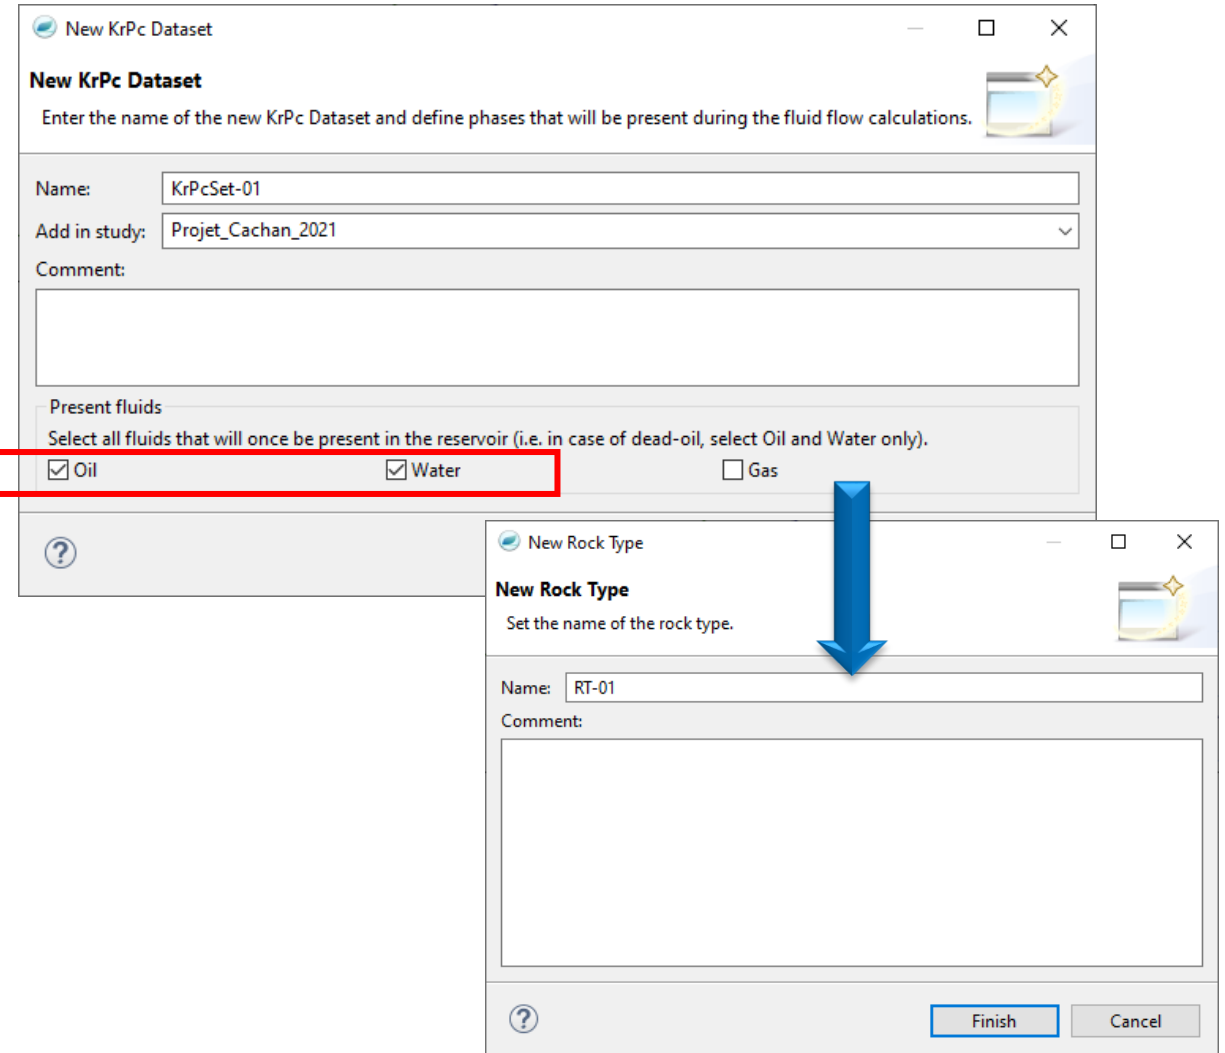 New KrPc Dataset
New KrPc Dataset
Enter the name of the new KrPc Dataset and define phases that will be present during the fluid flow calculations.
Name: KrPcSet-01
Add in study: Projet_Cachan_2021
Comment:
Present fluids
Select all fluids that will once be present in the reservoir (i.e. in case of dead-oil, select Oil and Water only).
Oil Water Gas
New Rock Type
New Rock Type
Set the name of the rock type.
Name: RT-01
Comment:
Finish Cancel